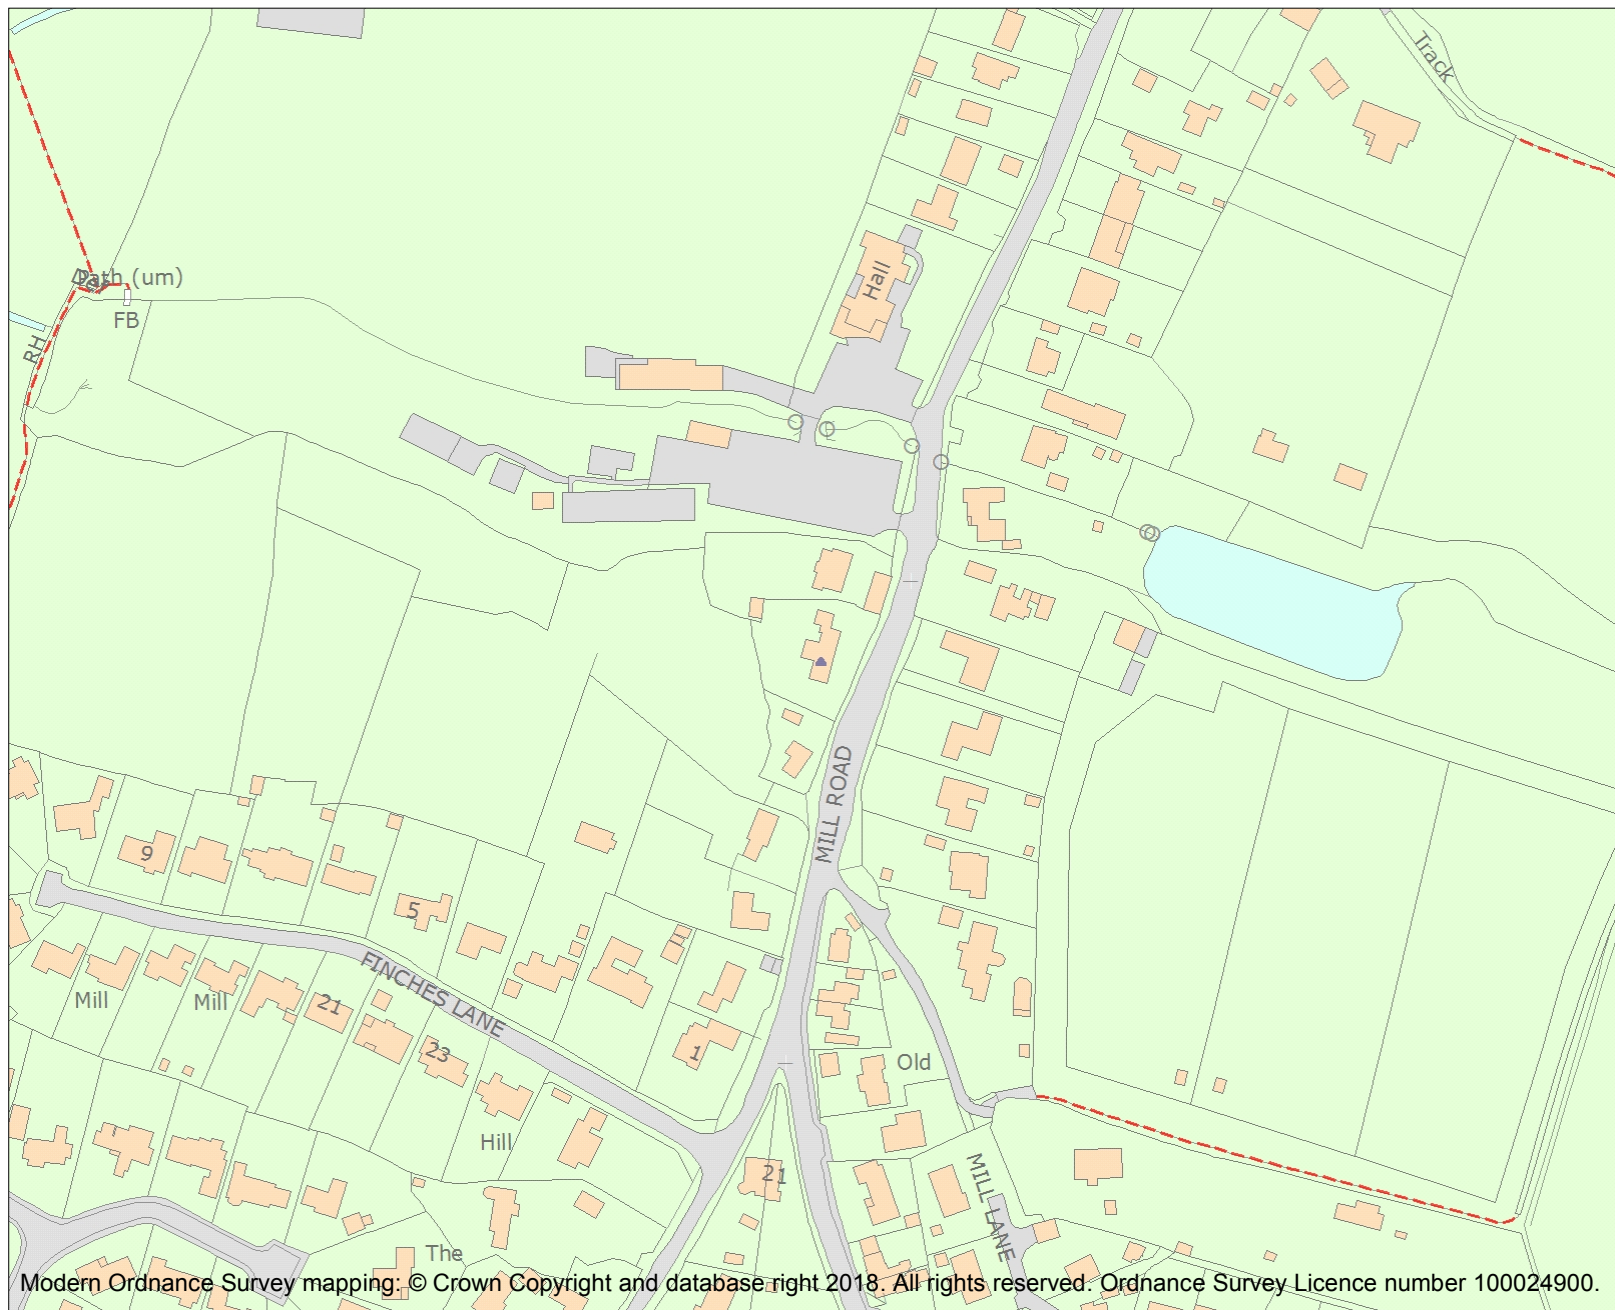 Track
Hall
Path (um)
FB
RH
MILL ROAD
9
5
FINCHES LANE
Mill
Mill
21
23
1
Old
Hill
21
MILL LANE
The
Modern Ordnance Survey mapping: © Crown Copyright and database right 2018. All rights reserved. Ordnance Survey Licence number 100024900.